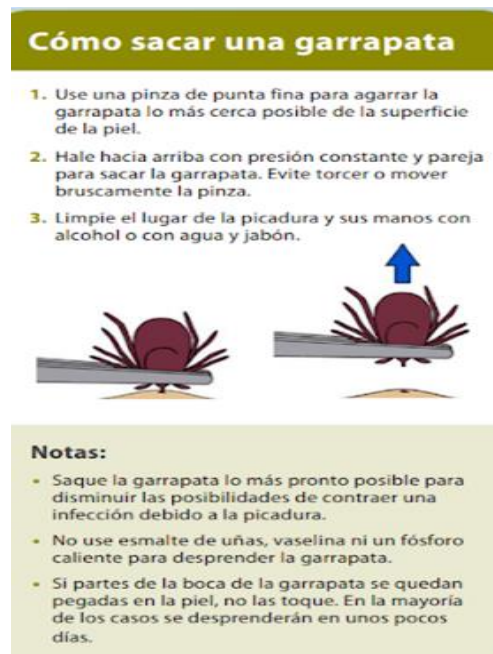 Cómo sacar una garrapata
1. Use una pinza de punta fina para agarrar la
garrapata lo más cerca posible de la superficie
de la piel.
2. Hale hacia arriba con presión constante y pareja
para sacar la garrapata. Evite torcer o mover
bruscamente la pinza.
3. Limpie el lugar de la picadura y sus manos con
alcohol o con agua y jabón.
Notas:
• Saque la garrapata lo más pronto posible para
disminuir las posibilidades de contraer una
infección debido a la picadura.
• No use esmalte de uñas, vaselina ni un fósforo
caliente para desprender la garrapata.
• Si partes de la boca de la garrapata se quedan
pegadas en la piel, no las toque. En la mayoría
de los casos se desprenderán en unos pocos
días.